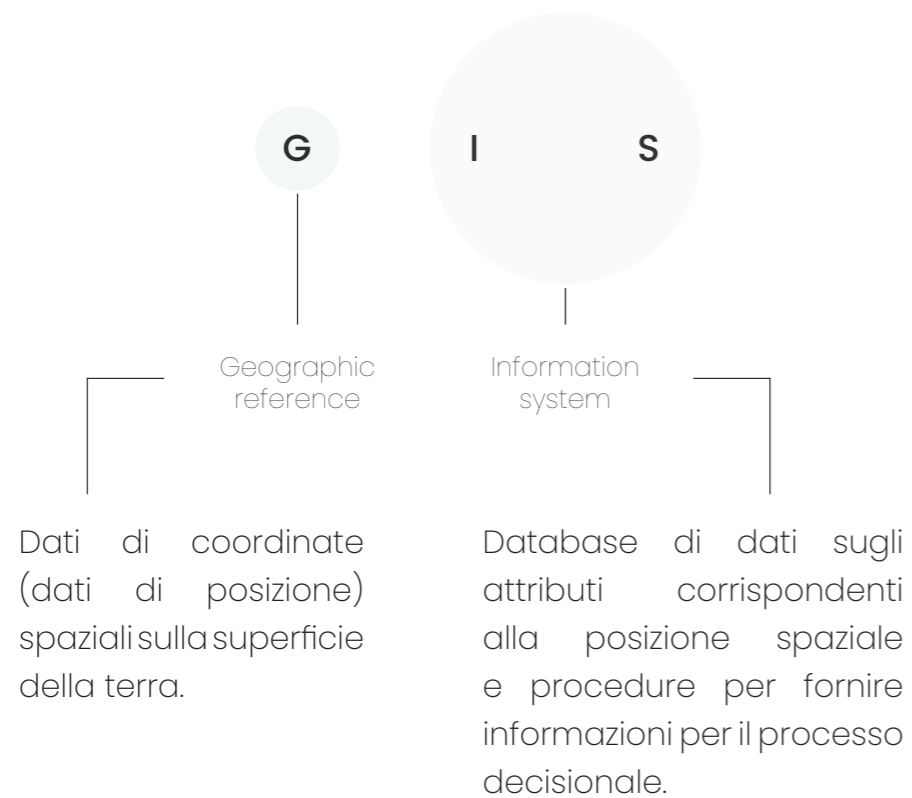 G
I S
Geographic
reference
Information
system
Dati di coordinate
(dati di posizione)
spaziali sulla superficie
della terra.
Database di dati sugli
attributi corrispondenti
alla posizione spaziale
e procedure per fornire
informazioni per il processo
decisionale.